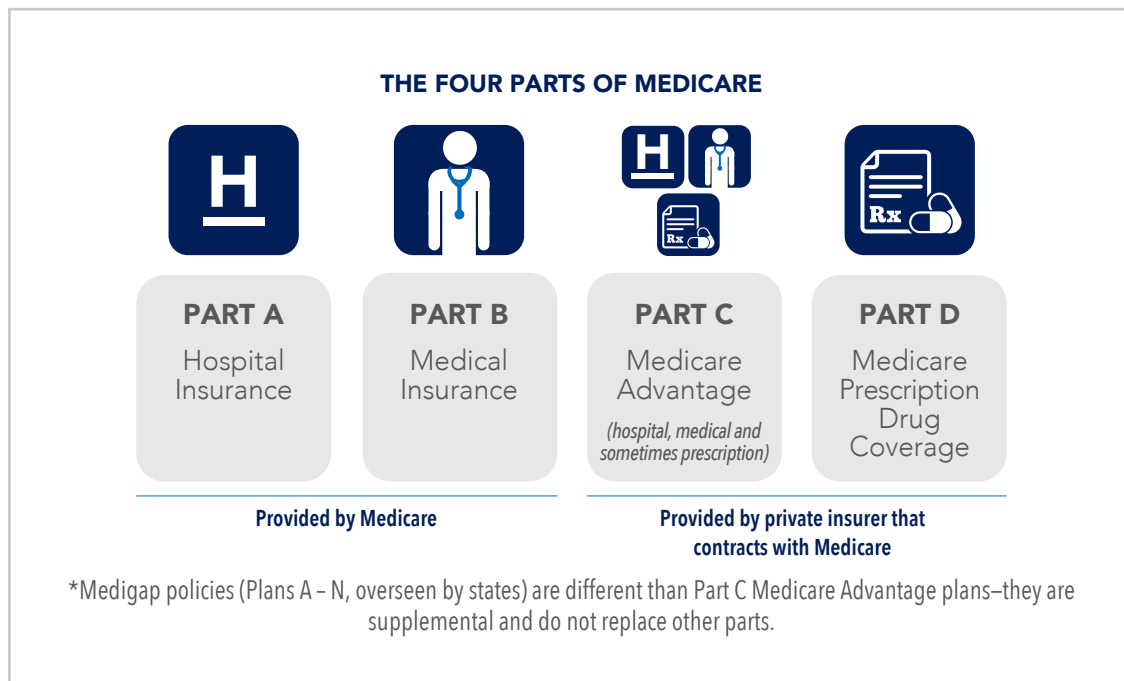 THE FOUR PARTS OF MEDICARE
H
H
Rx
Rx
PART A
Hospital
Insurance
PART B
Medical
Insurance
PART C
Medicare
Advantage
(hospital, medical and
sometimes prescription)
PART D
Medicare
Prescription
Drug
Coverage
Provided by Medicare
Provided by private insurer that
contracts with Medicare
*Medigap policies (Plans A – N, overseen by states) are different than Part C Medicare Advantage plans—they are
supplemental and do not replace other parts.